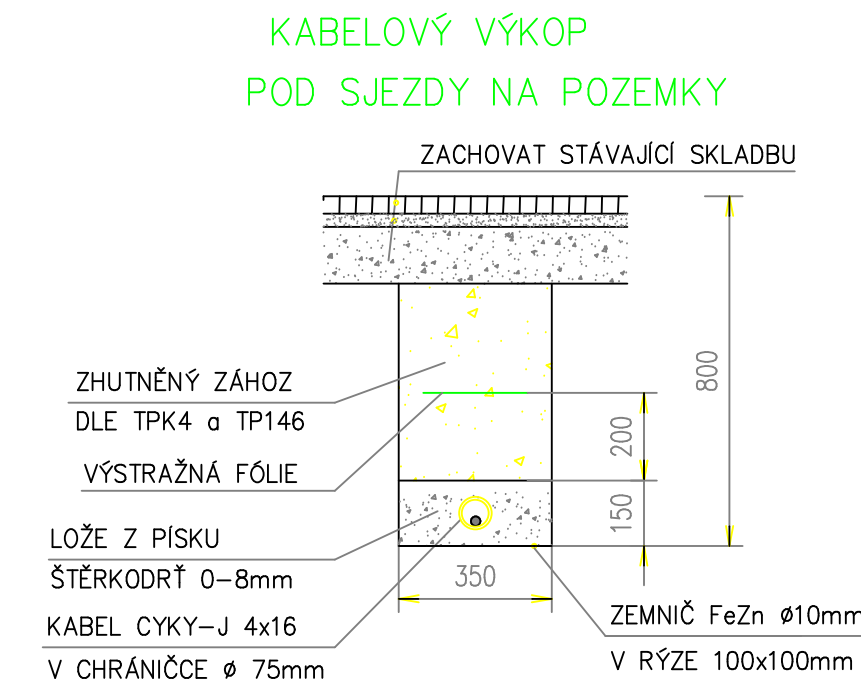 KABELOVÝ VÝKOP
POD SJEZDY NA POZEMKY
ZACHOVAT STÁVAJÍCÍ SKLADBU
800
ZHUTNĚNÝ ZÁHOZ
DLE TPK4 a TP146
200
VÝSTRAŽNÁ FÓLIE
150
LOŽE Z PÍSKU
ŠTĚRKODRŤ 0-8mm
350
KABEL CYKY-J 4x16
V CHRÁNIČCE ø 75mm
ZEMNIČ FeZn ø10mm
V RÝZE 100x100mm